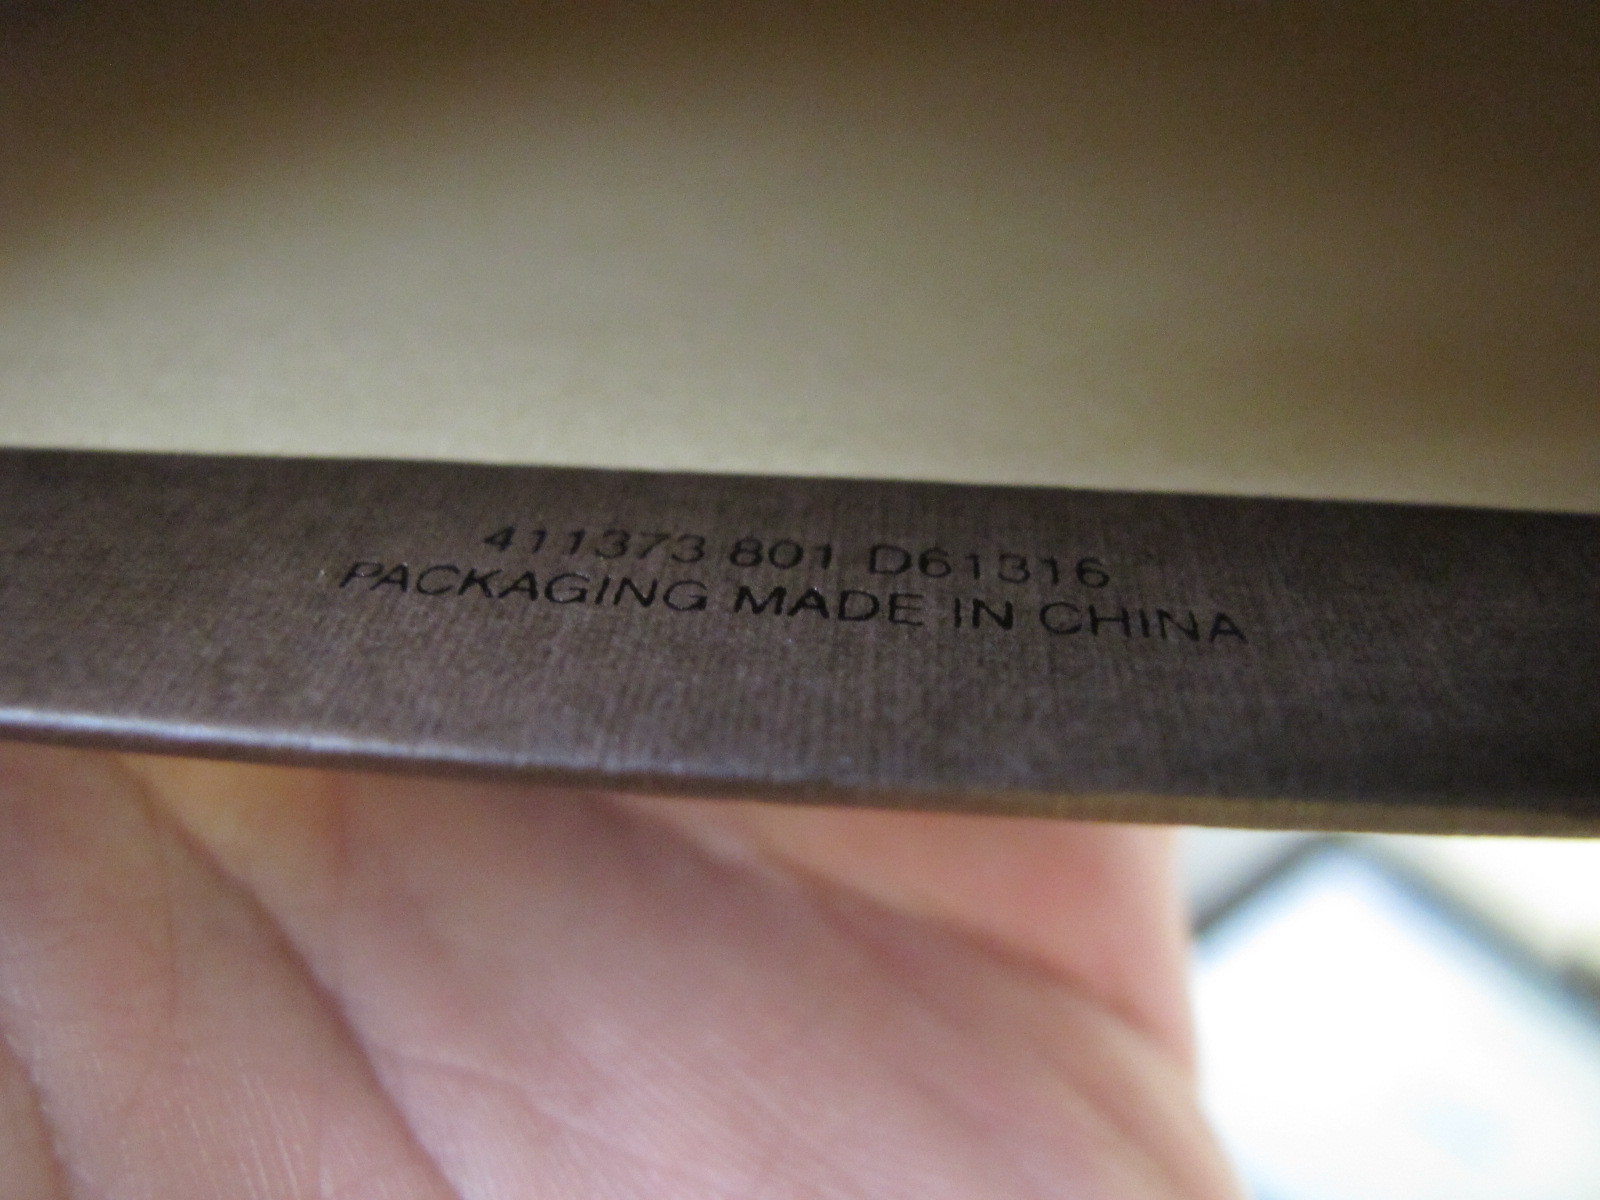 411373 801 D61316
PACKAGING MADE IN CHINA